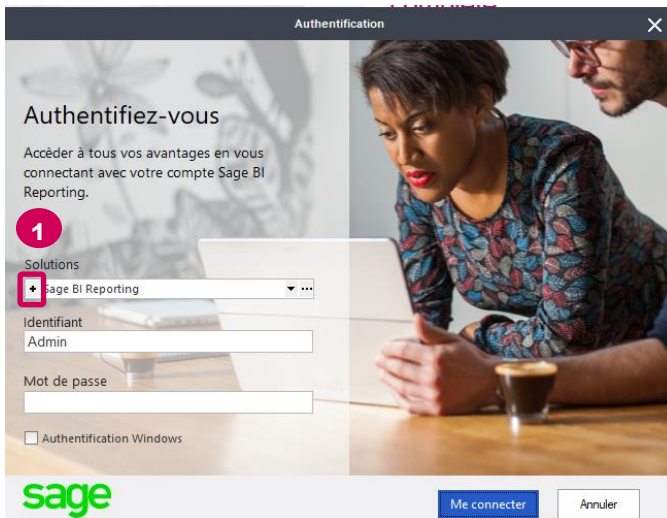 Authentification
Authentifiez-vous
Accèder à tous vos avantages en vous
connectant avec votre compte Sage BI
Reporting.
1
Solutions
+ Sage BI Reporting ...
Identifiant
Admin
Mot de passe
Authentification Windows
sage
Me connecter
Annuler